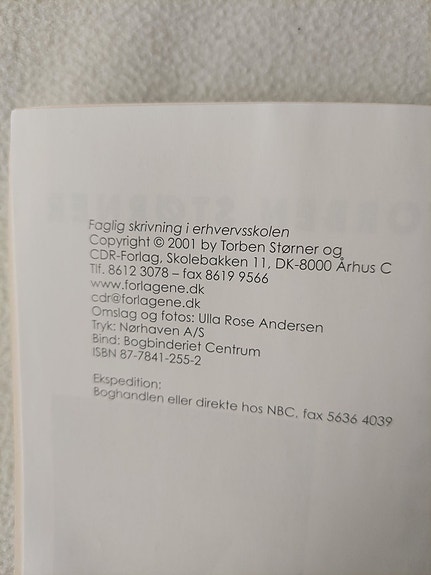 Faglig skrivning i erhvervsskolen
Copyright © 2001 by Torben Størner og
CDR-Forlag, Skolebakken 11, DK-8000 Århus C
Tlf. 8612 3078 – fax 8619 9566
www.forlagene.dk
cdr@forlagene.dk
Omslag og fotos: Ulla Rose Andersen
Tryk: Nørhaven A/S
Bind: Bogbinderiet Centrum
ISBN 87-7841-255-2
Ekspedition:
Boghandlen eller direkte hos NBC, fax 5636 4039